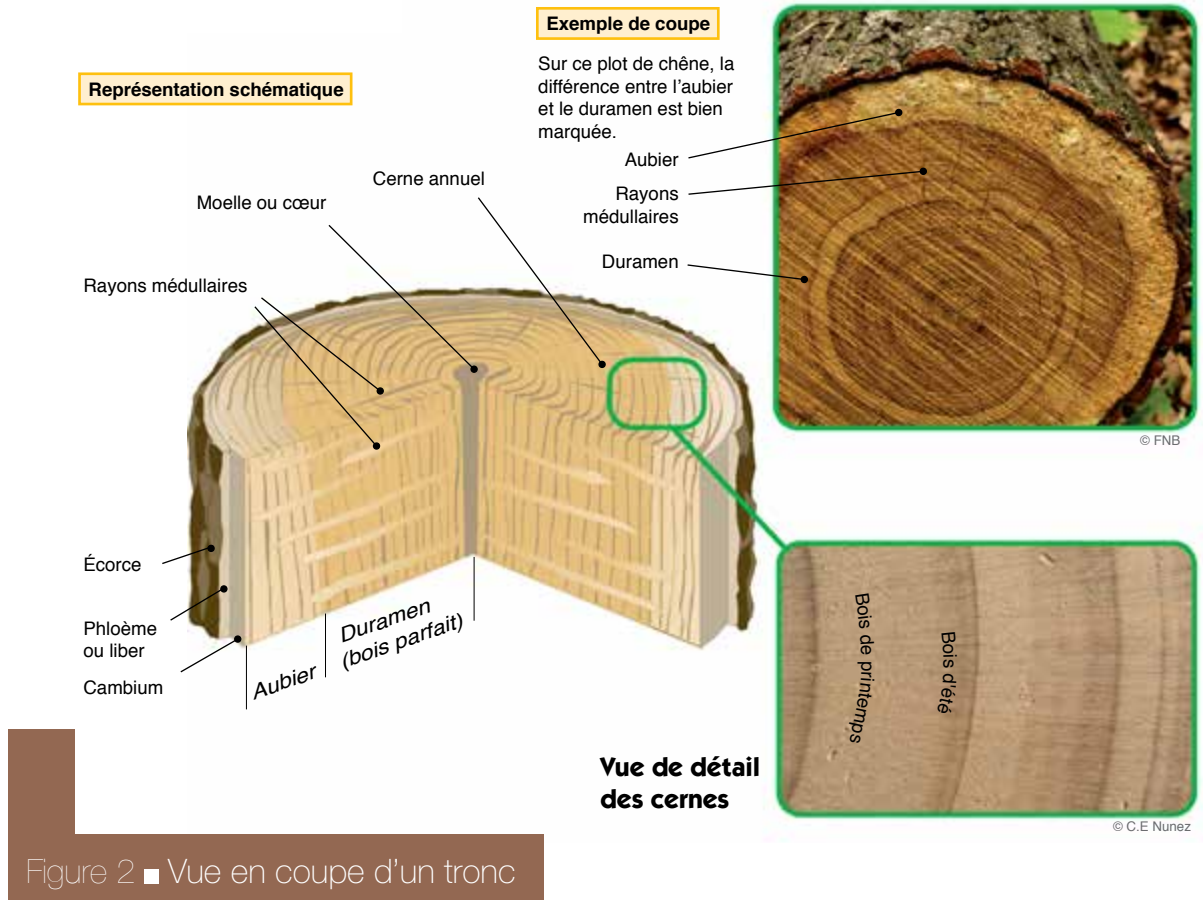 Exemple de coupe
Sur ce plot de chêne, la
différence entre l'aubier
et le duramen est bien
marquée.
Aubier
Rayons
médullaires
Duramen
© FNB
Représentation schématique
Cerne annuel
Moelle ou cœur
Rayons médullaires
Écorce
Phloème
ou liber
Cambium
Aubier
Duramen
(bois parfait)
Bois de printemps
Bois d'été
Vue de détail
des cernes
© C.E Nunez
Figure 2 ■ Vue en coupe d'un tronc